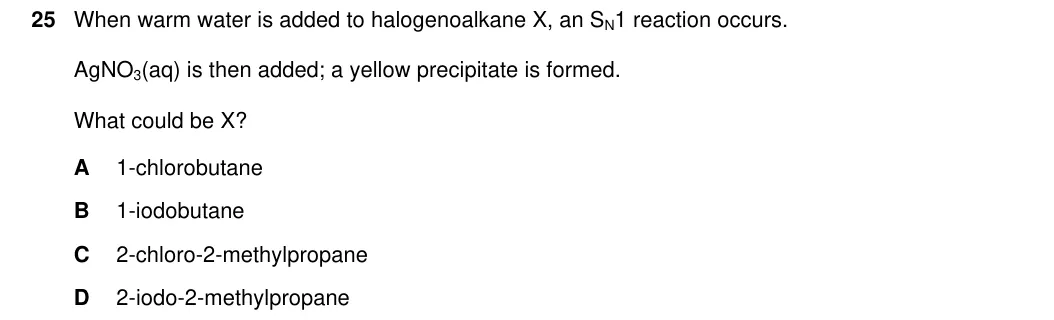 25 When warm water is added to halogenoalkane X, an SN1 reaction occurs.
AgNO3(aq) is then added; a yellow precipitate is formed.
What could be X?
A 1-chlorobutane
B 1-iodobutane
C 2-chloro-2-methylpropane
D 2-iodo-2-methylpropane